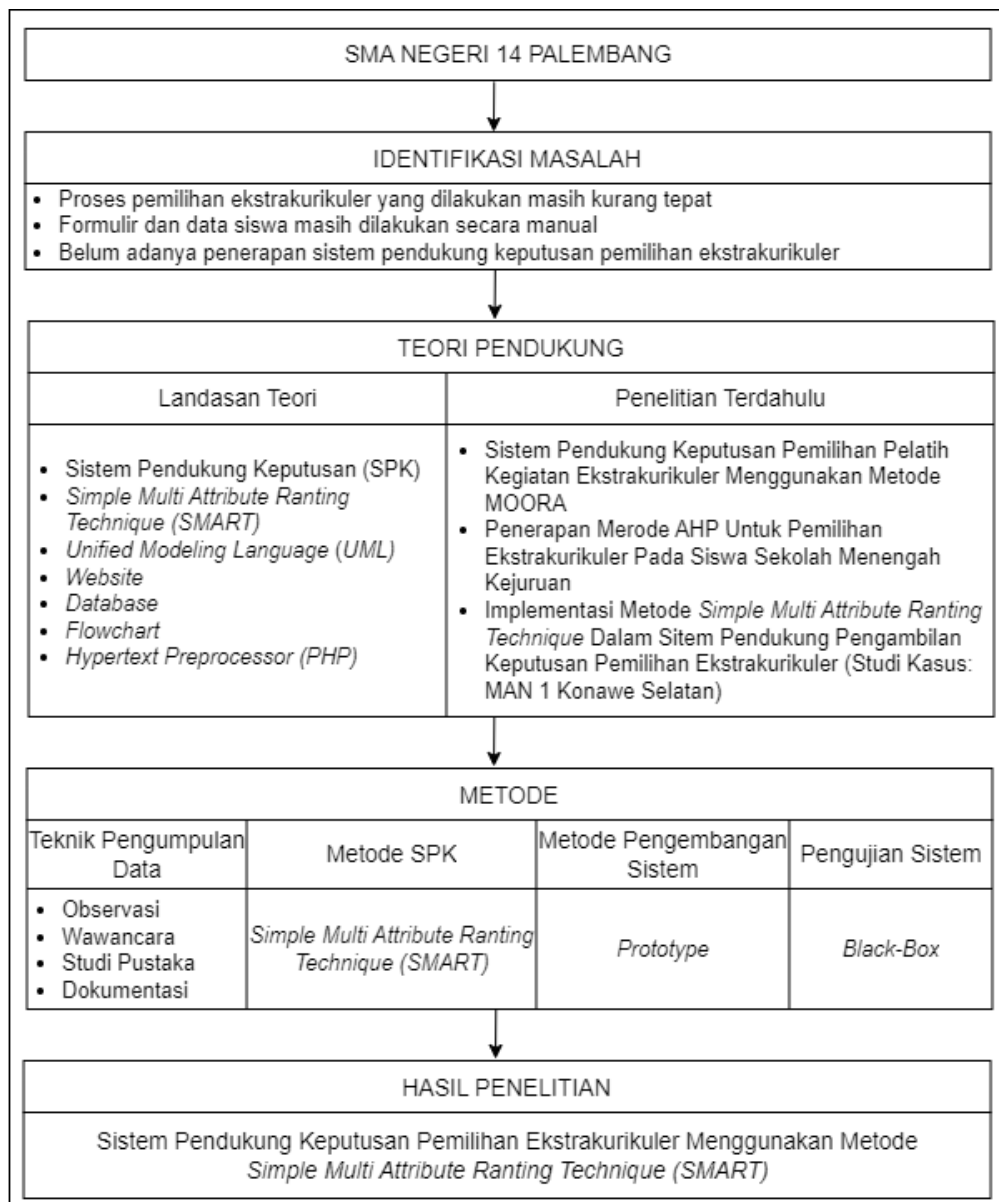 SMA NEGERI 14 PALEMBANG
IDENTIFIKASI MASALAH
• Proses pemilihan ekstrakurikuler yang dilakukan masih kurang tepat
• Formulir dan data siswa masih dilakukan secara manual
• Belum adanya penerapan sistem pendukung keputusan pemilihan ekstrakurikuler
TEORI PENDUKUNG
Landasan Teori
• Sistem Pendukung Keputusan (SPK)
• Simple Multi Attribute Ranting
Technique (SMART)
• Unified Modeling Language (UML)
• Website
• Database
• Flowchart
• Hypertext Preprocessor (PHP)
Penelitian Terdahulu
• Sistem Pendukung Keputusan Pemilihan Pelatih
Kegiatan Ekstrakurikuler Menggunakan Metode
MOORA
• Penerapan Merode AHP Untuk Pemilihan
Ekstrakurikuler Pada Siswa Sekolah Menengah
Kejuruan
• Implementasi Metode Simple Multi Attribute Ranting
Technique Dalam Sitem Pendukung Pengambilan
Keputusan Pemilihan Ekstrakurikuler (Studi Kasus:
MAN 1 Konawe Selatan)
METODE
Teknik Pengumpulan
Data
• Observasi
• Wawancara
• Studi Pustaka
• Dokumentasi
Metode SPK
Simple Multi Attribute Ranting
Technique (SMART)
Metode Pengembangan
Sistem
Prototype
Pengujian Sistem
Black-Box
HASIL PENELITIAN
Sistem Pendukung Keputusan Pemilihan Ekstrakurikuler Menggunakan Metode
Simple Multi Attribute Ranting Technique (SMART)